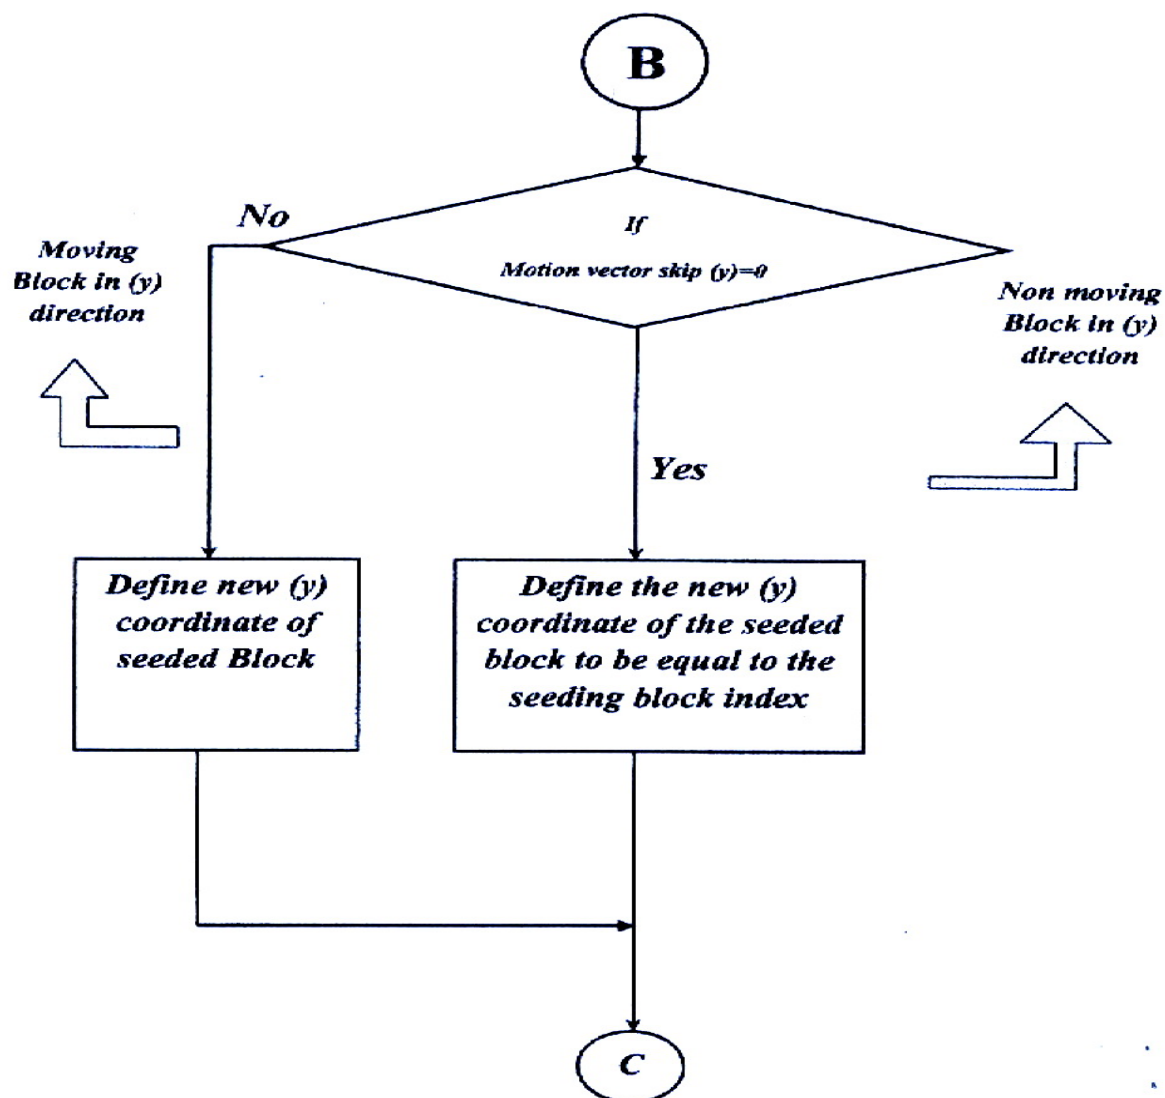 B
If
Motion vector skip (y)=0
No
Moving
Block in (y)
direction
Non moving
Block in (y)
direction
Yes
Define new (y)
coordinate of
seeded Block
Define the new (y)
coordinate of the seeded
block to be equal to the
seeding block index
C